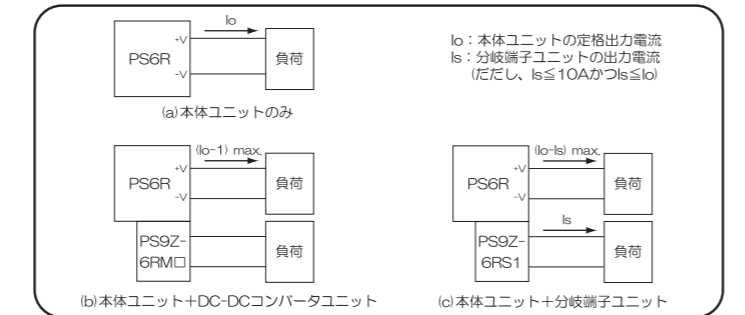 Io
PS6R
+V
-V
負荷
(a)本体ユニットのみ
Io：本体ユニットの定格出力電流
Is：分岐端子ユニットの出力電流
(だだし、Is≦10AかつIs≦Io)
(Io-1) max.
PS6R
+V
-V
負荷
PS9Z-
6RM□
負荷
(b)本体ユニット＋DC-DCコンバータユニット
(Io-Is) max.
PS6R
+V
-V
負荷
Is
PS9Z-
6RS1
負荷
(c)本体ユニット＋分岐端子ユニット